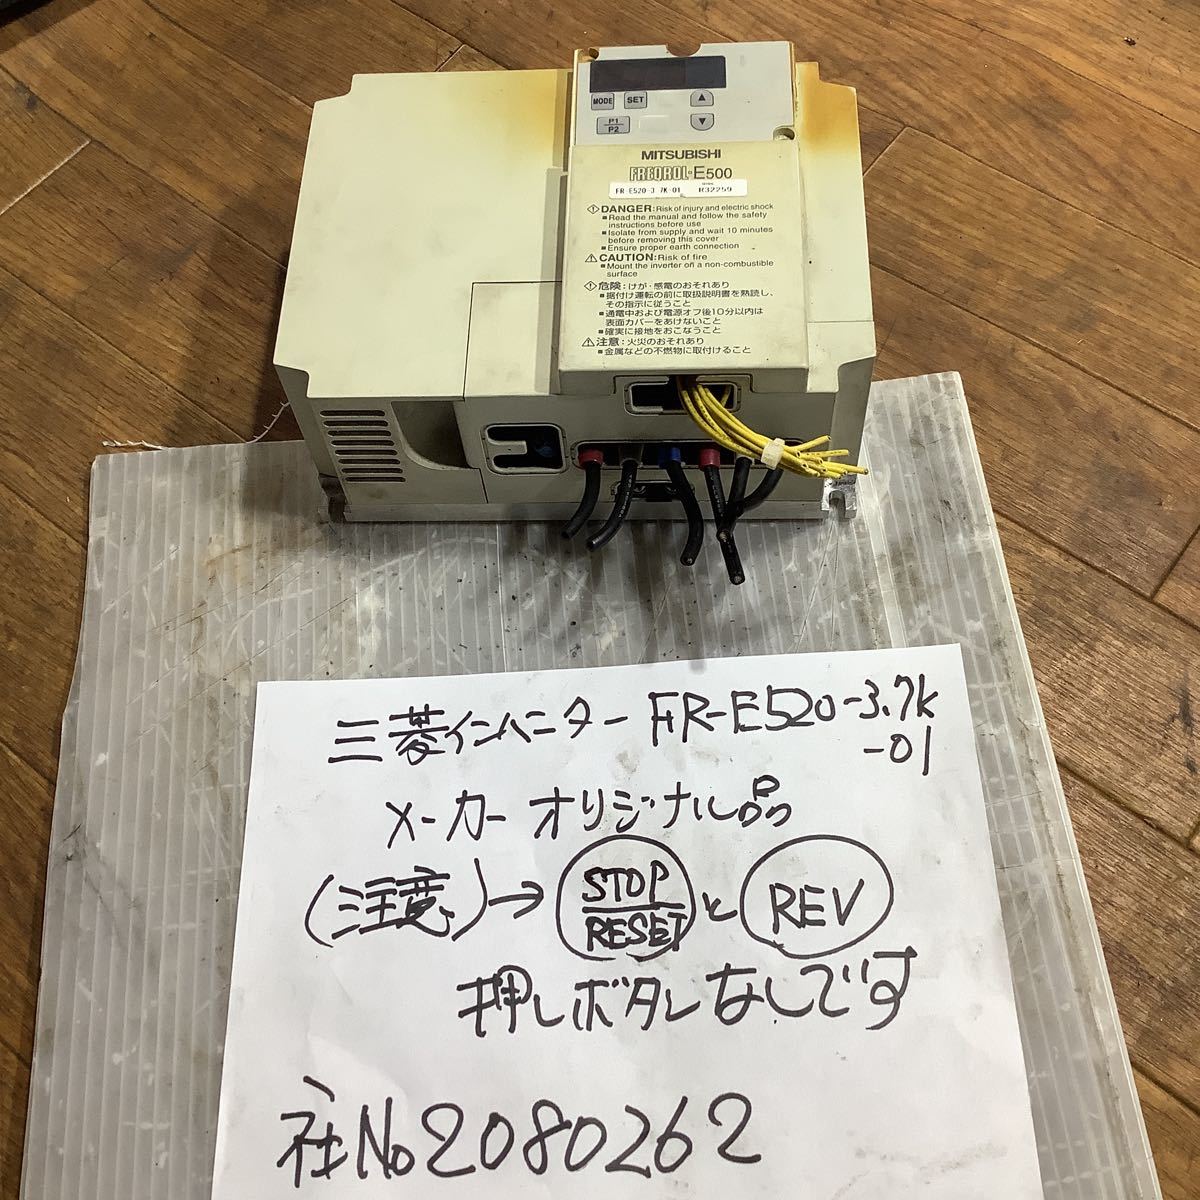 MODE
SET
▲
P1
P2
▼
MITSUBISHI
FREQROL-E500
FR-E520-3.7K-01 R32259
DANGER: Risk of injury and electric shock
■ Read the manual and follow the safety
instructions before use
■ Isolate from supply and wait 10 minutes
before removing this cover
■ Ensure proper earth connection
CAUTION: Risk of fire
■ Mount the inverter on a non-combustible
surface
危険：けが・感電のおそれあり
■ 据付け運転の前に取扱説明書を熟読し、
その指示に従うこと
■ 通電中および電源オフ後10分以内は
表面カバーをあけないこと
■ 確実に接地をおこなうこと
注意：火災のおそれあり
■ 金属などの不燃物に取付けること
三菱インバーター FR-E520-3.7K
-01
メーカーオリジナル品
(注意)→ STOP と REV
RESET
押しボタンなしです
社No2080262